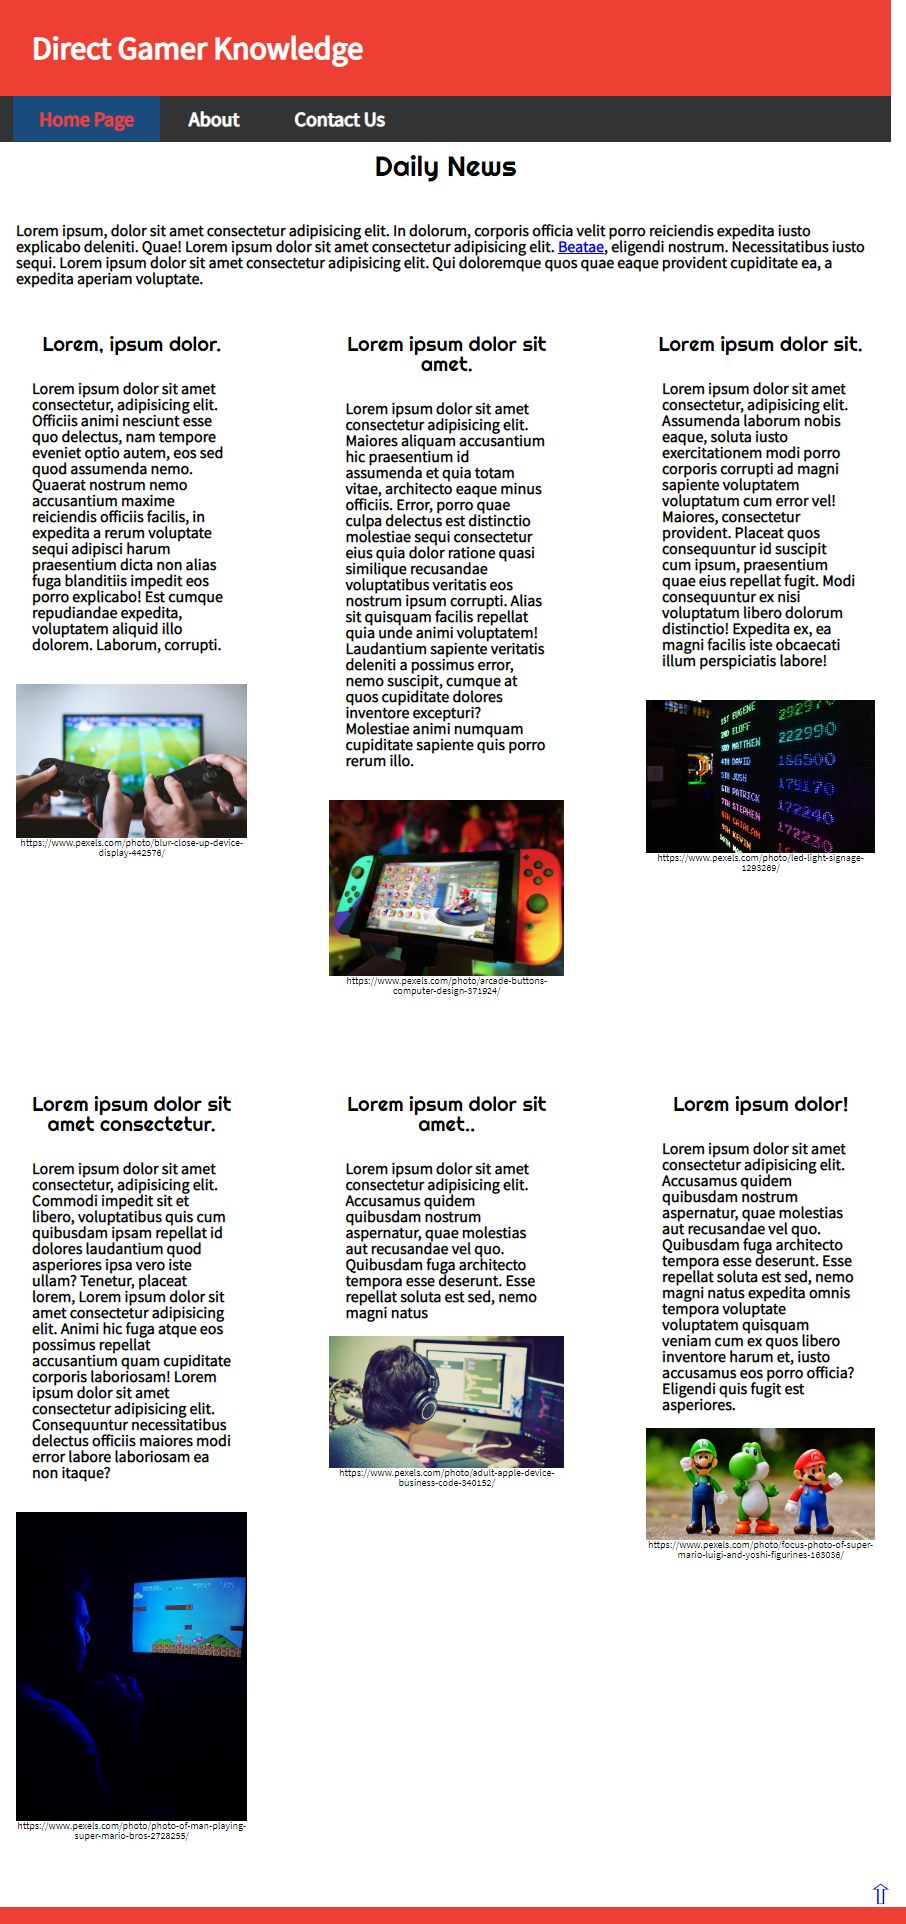 Direct Gamer Knowledge
Home Page
About
Contact Us
Daily News
Lorem ipsum, dolor sit amet consectetur adipisicing elit. In dolorum, corporis officia velit porro reiciendis expedita iusto
explicabo deleniti. Quae! Lorem ipsum dolor sit amet consectetur adipisicing elit. Beatae, eligendi nostrum. Necessitatibus iusto
sequi. Lorem ipsum dolor sit amet consectetur adipisicing elit. Qui doloremque quos quae eaque provident cupiditate ea, a
expedita aperiam voluptate.
Lorem, ipsum dolor.
Lorem ipsum dolor sit amet
consectetur, adipisicing elit.
Officiis animi nesciunt esse
quo delectus, nam tempore
eveniet optio autem, eos sed
quod assumenda nemo.
Quaerat nostrum nemo
accusantium maxime
reiciendis officiis facilis, in
expedita a rerum voluptate
sequi adipisci harum
praesentium dicta non alias
fuga blanditiis impedit eos
porro explicabo! Est cumque
repudiandae expedita,
voluptatem aliquid illo
dolorem. Laborum, corrupti.
https://www.pexels.com/photo/blur-close-up-device-
display-442576/
Lorem ipsum dolor sit
amet.
Lorem ipsum dolor sit amet
consectetur adipisicing elit.
Maiores aliquam accusantium
hic praesentium id
assumenda et quia totam
vitae, architecto eaque minus
officiis. Error, porro quae
culpa delectus est distinctio
molestiae sequi consectetur
eius quia dolor ratione quasi
similique recusandae
voluptatibus veritatis eos
nostrum ipsum corrupti. Alias
sit quisquam facilis repellat
quia unde animi voluptatem!
Laudantium sapiente veritatis
deleniti a possimus error,
nemo suscipit, cumque at
quos cupiditate dolores
inventore excepturi?
Molestiae animi numquam
cupiditate sapiente quis porro
rerum illo.
https://www.pexels.com/photo/arcade-buttons-
computer-design-371924/
Lorem ipsum dolor sit.
Lorem ipsum dolor sit amet
consectetur, adipisicing elit.
Assumenda laborum nobis
eaque, soluta iusto
exercitationem modi porro
corporis corrupti ad magni
sapiente voluptatem
voluptatum cum error vel!
Maiores, consectetur
provident. Placeat quos
consequuntur id suscipit
cum ipsum, praesentium
quae eius repellat fugit. Modi
consequuntur ex nisi
voluptatum libero dolorum
distinctio! Expedita ex, ea
magni facilis iste obcaecati
illum perspiciatis labore!
1ST EUGENE 292970
2ND ELOFF 222990
3RD MATTHEW 186500
4TH DAVID 179170
5TH JOSH 172240
6TH PATRICK 172230
7TH STEPHEN
8TH CATALAN
9TH KEVIN
https://www.pexels.com/photo/led-light-signage-
1293269/
Lorem ipsum dolor sit
amet consectetur.
Lorem ipsum dolor sit amet
consectetur, adipisicing elit.
Commodi impedit sit et
libero, voluptatibus quis cum
quibusdam ipsam repellat id
dolores laudantium quod
asperiores ipsa vero iste
ullam? Tenetur, placeat
lorem, Lorem ipsum dolor sit
amet consectetur adipisicing
elit. Animi hic fuga atque eos
possimus repellat
accusantium quam cupiditate
corporis laboriosam! Lorem
ipsum dolor sit amet
consectetur adipisicing elit.
Consequuntur necessitatibus
delectus officiis maiores modi
error labore laboriosam ea
non itaque?
https://www.pexels.com/photo/photo-of-man-playing-
super-mario-bros-2728255/
Lorem ipsum dolor sit
amet..
Lorem ipsum dolor sit amet
consectetur adipisicing elit.
Accusamus quidem
quibusdam nostrum
aspernatur, quae molestias
aut recusandae vel quo.
Quibusdam fuga architecto
tempora esse deserunt. Esse
repellat soluta est sed, nemo
magni natus
https://www.pexels.com/photo/adult-apple-device-
business-code-340152/
Lorem ipsum dolor!
Lorem ipsum dolor sit amet
consectetur adipisicing elit.
Accusamus quidem
quibusdam nostrum
aspernatur, quae molestias
aut recusandae vel quo.
Quibusdam fuga architecto
tempora esse deserunt. Esse
repellat soluta est sed, nemo
magni natus expedita omnis
tempora voluptate
voluptatem quisquam
veniam cum ex quos libero
inventore harum et, iusto
accusamus eos porro officia?
Eligendi quis fugit est
asperiores.
https://www.pexels.com/photo/focus-photo-of-super-
mario-luigi-and-yoshi-figurines-163036/
⇧